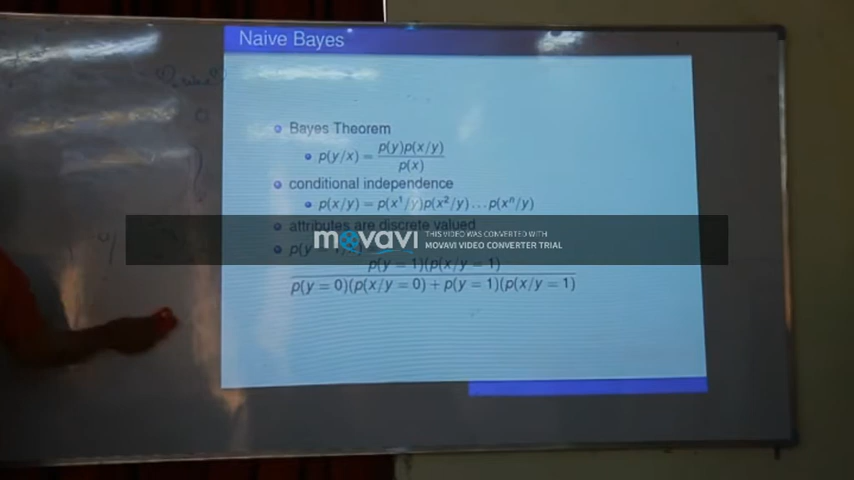 Naive Bayes
Bayes Theorem
p(y/x) = p(y)p(x/y) / p(x)
conditional independence
p(x/y) = p(x¹/y)p(x²/y)...p(xⁿ/y)
attributes are discrete valued
movavi THIS VIDEO WAS CONVERTED WITH
MOVAVI VIDEO CONVERTER TRIAL
p(y
p(y = 1)(p(x/y = 1)
p(y = 0)(p(x/y = 0) + p(y = 1)(p(x/y = 1)